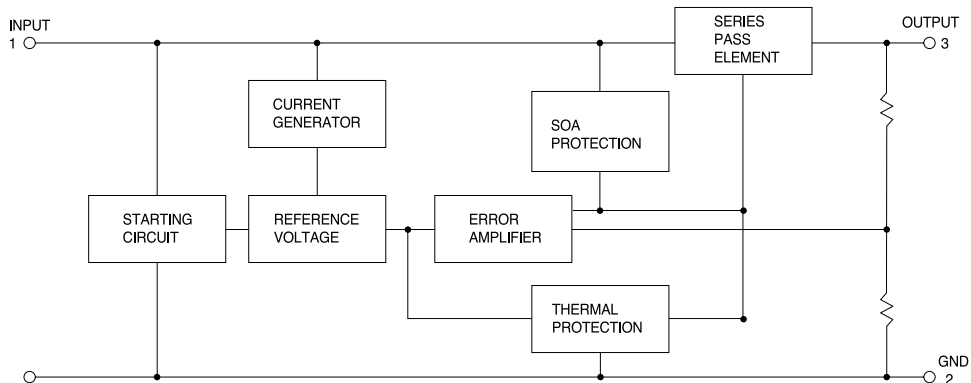 INPUT
1
SERIES
PASS
ELEMENT
OUTPUT
3
CURRENT
GENERATOR
SOA
PROTECTION
STARTING
CIRCUIT
REFERENCE
VOLTAGE
ERROR
AMPLIFIER
THERMAL
PROTECTION
GND
2